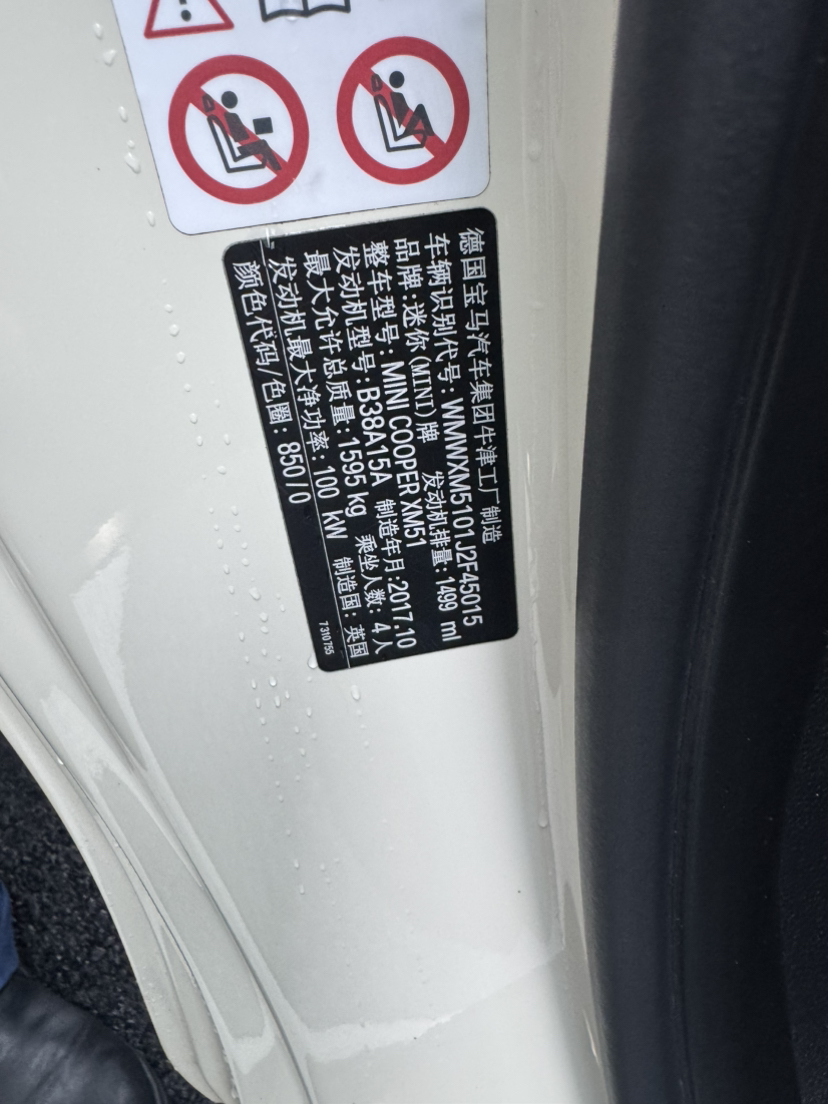 德国宝马汽车集团牛津工厂制造
车辆识别代号: WMWXM5101J2F45015
品牌:迷你(MINI)牌 发动机排量:1499 ml
整车型号: MINI COOPER XM51
发动机型号: B38A15A 制造年月:2017.10
最大允许总质量: 1595 kg 乘坐人数: 4人
发动机最大净功率: 100 kW 制造国: 英国
颜色代码/色圈: 850/0 7310755